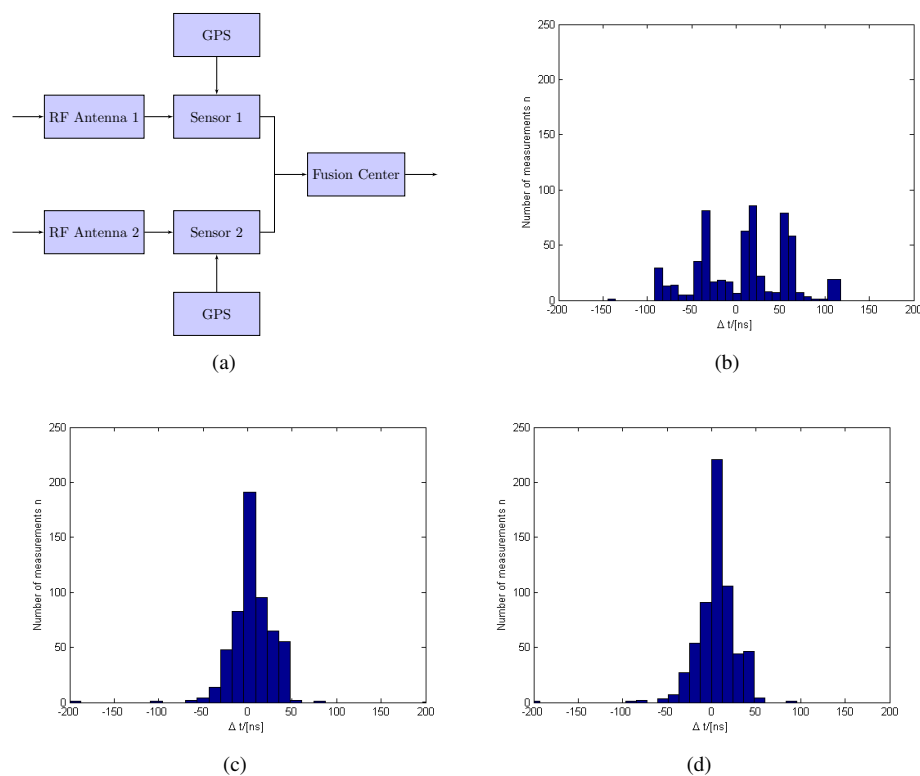 GPS
RF Antenna 1
Sensor 1
Fusion Center
RF Antenna 2
Sensor 2
GPS
(a)
250
200
150
100
50
0
Number of measurements n
-200 -150 -100 -50 0 50 100 150 200
Δ t/[ns]
(b)
250
200
150
100
50
0
Number of measurements n
-200 -150 -100 -50 0 50 100 150 200
Δ t/[ns]
(c)
250
200
150
100
50
0
Number of measurements n
-200 -150 -100 -50 0 50 100 150 200
Δ t/[ns]
(d)